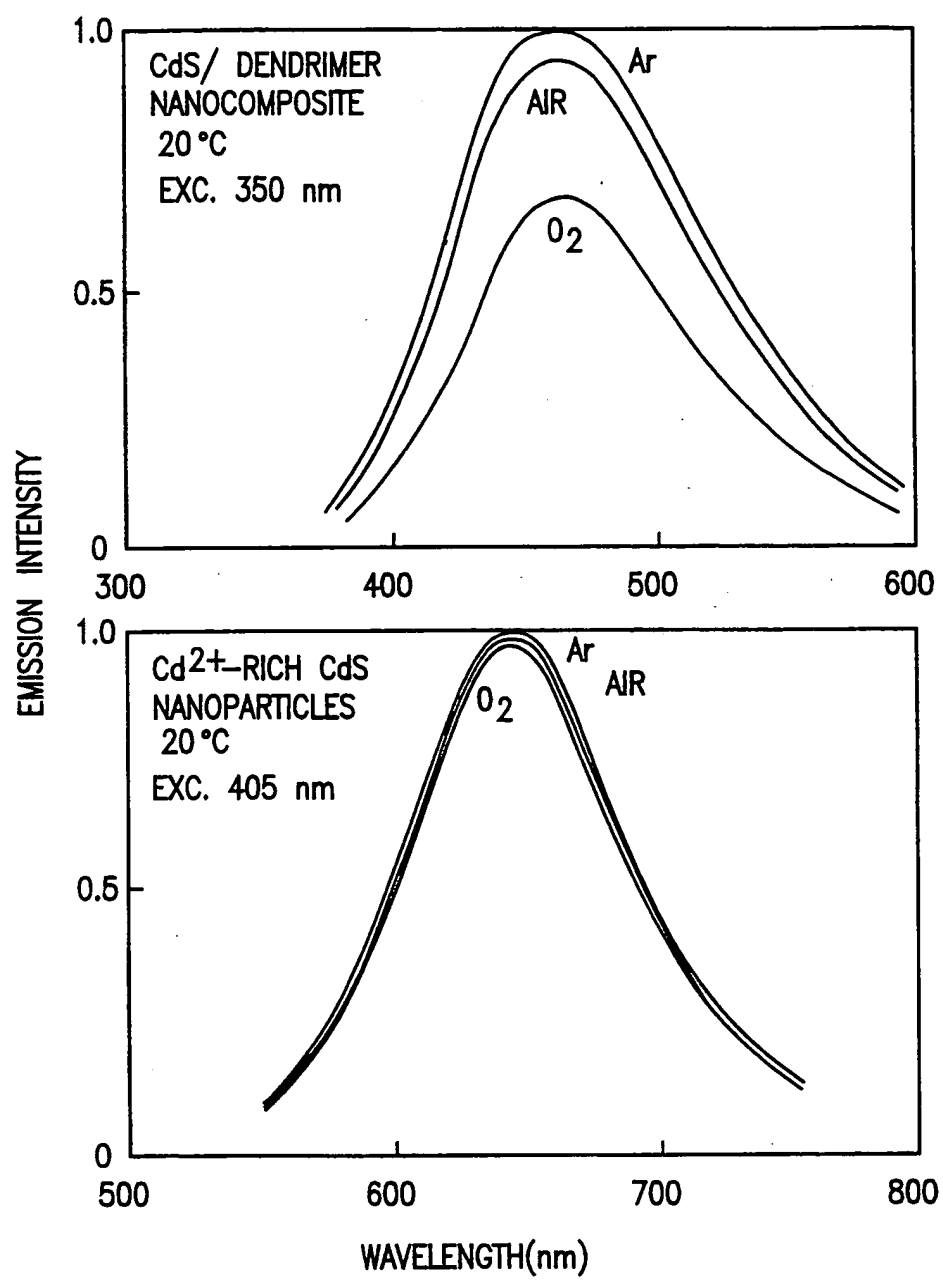 1.0
CdS/ DENDRIMER
NANOCOMPOSITE
20°C
EXC. 350 nm
Ar
AIR
O2
0.5
0
300
400
500
600
EMISSION INTENSITY
1.0
Cd2+-RICH CdS
NANOPARTICLES
20°C
EXC. 405 nm
Ar
AIR
O2
0.5
0
500
600
700
800
WAVELENGTH(nm)